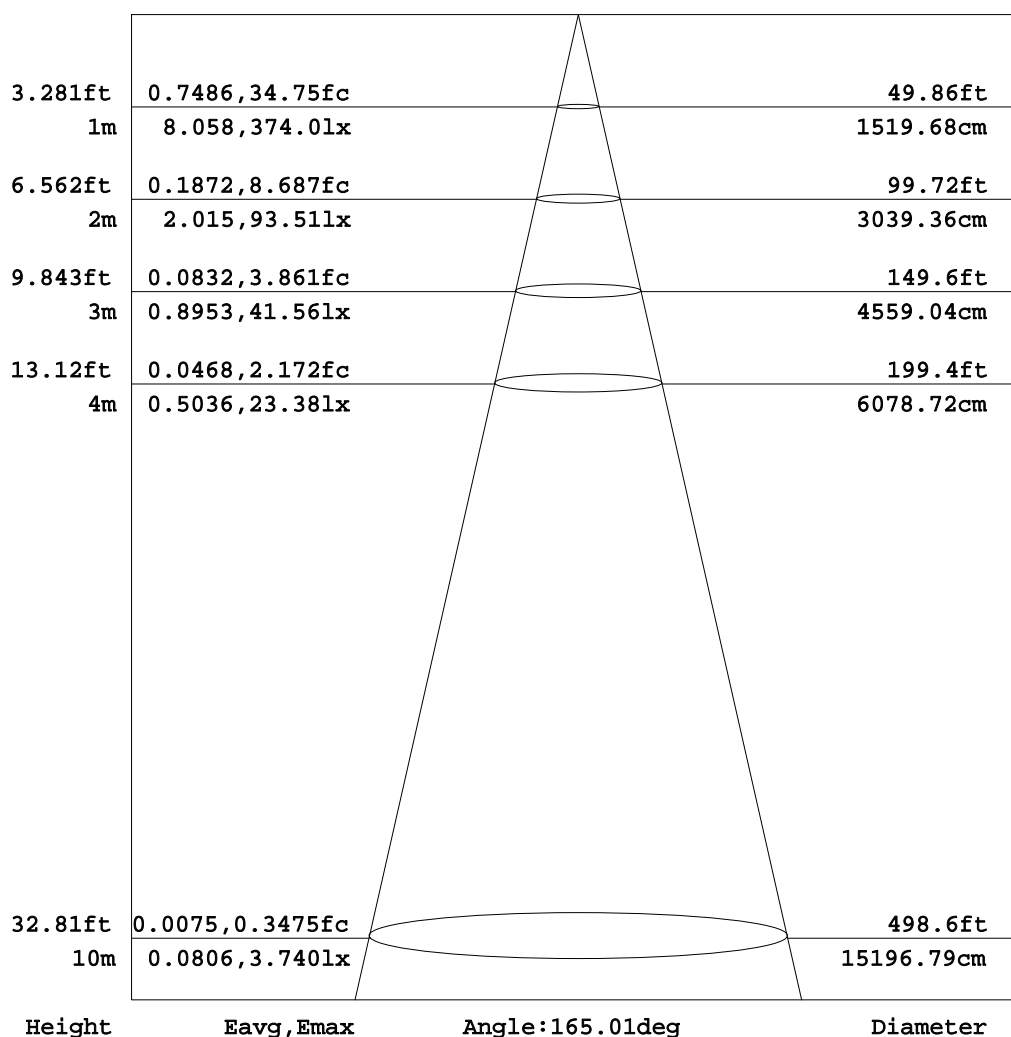 3.281ft 0.7486,34.75fc 49.86ft
1m 8.058,374.0lx 1519.68cm
6.562ft 0.1872,8.687fc 99.72ft
2m 2.015,93.51lx 3039.36cm
9.843ft 0.0832,3.861fc 149.6ft
3m 0.8953,41.56lx 4559.04cm
13.12ft 0.0468,2.172fc 199.4ft
4m 0.5036,23.38lx 6078.72cm
32.81ft 0.0075,0.3475fc 498.6ft
10m 0.0806,3.740lx 15196.79cm
Height Eavg,Emax Angle:165.01deg Diameter